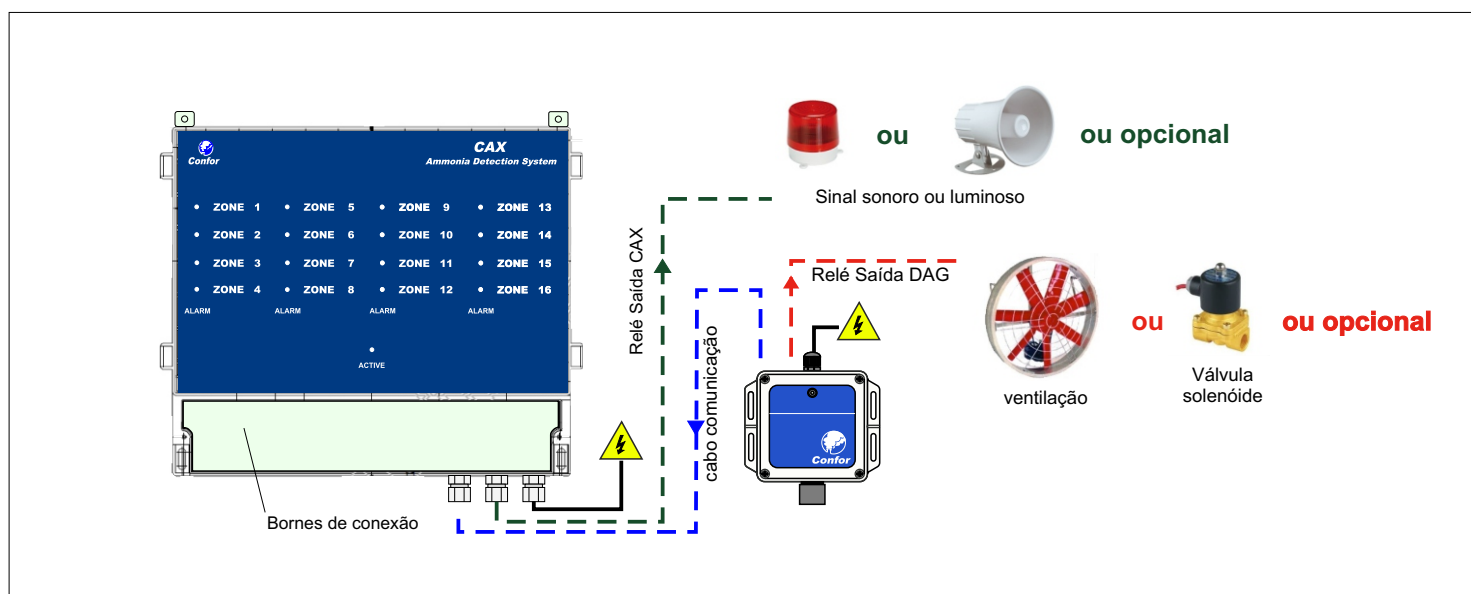 Confor
CAX
Ammonia Detection System
ZONE 1 ZONE 5 ZONE 9 ZONE 13
ZONE 2 ZONE 6 ZONE 10 ZONE 14
ZONE 3 ZONE 7 ZONE 11 ZONE 15
ZONE 4 ZONE 8 ZONE 12 ZONE 16
ALARM ALARM ALARM ALARM
ACTIVE
Bornes de conexão
Relé Saída CAX
cabo comunicação
ou
ou opcional
Sinal sonoro ou luminoso
Relé Saída DAG
Confor
ventilação
ou
Válvula
solenóide
ou opcional